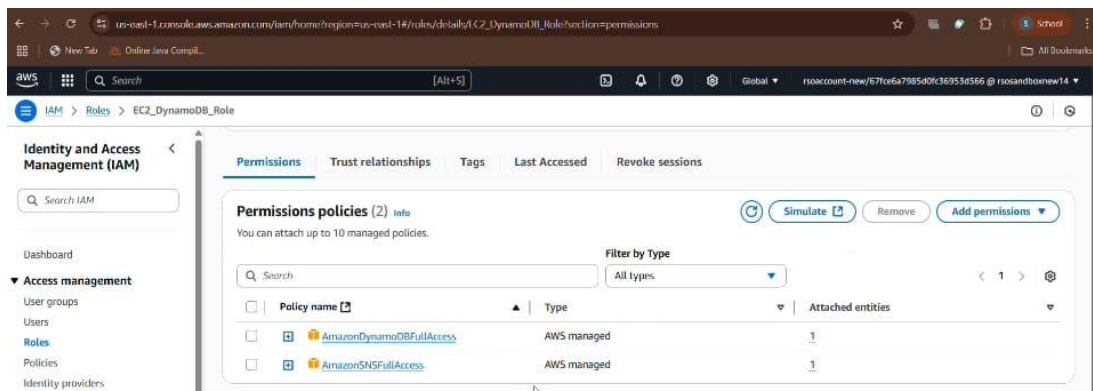 us-east-1.console.aws.amazon.com/iam/home?region=us-east-1#/roles/details/EC2_DynamoDB_Role?section=permissions
S School
New Tab Online Java Compil...
All Bookmarks
aws Search [Alt+S] Global rsoaccount-new/67fce6a7985d0fc36953d566 @ rsosandboxnew14
IAM > Roles > EC2_DynamoDB_Role
Identity and Access
Management (IAM)
Search IAM
Dashboard
Access management
User groups
Users
Roles
Policies
Identity providers
Permissions Trust relationships Tags Last Accessed Revoke sessions
Permissions policies (2) Info
Simulate Remove Add permissions
You can attach up to 10 managed policies.
Filter by Type
Search All types 1
Policy name Type Attached entities
AmazonDynamoDBFullAccess AWS managed 1
AmazonSNSFullAccess AWS managed 1